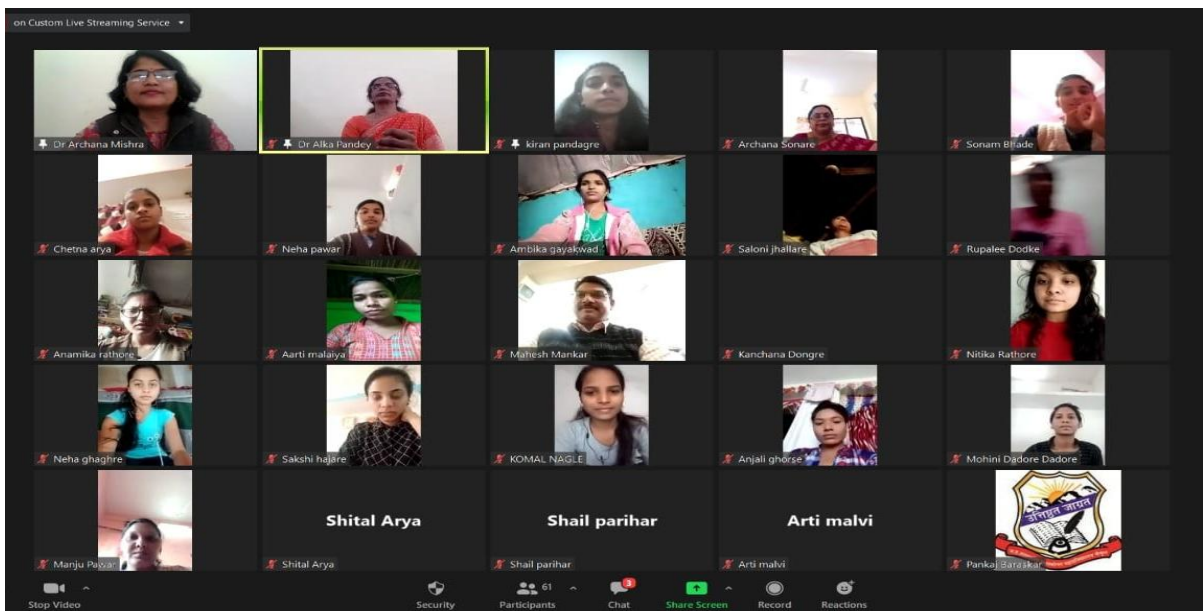 on Custom Live Streaming Service
Dr Archana Mishra
Dr Alka Pandey
kiran pandagre
Archana Sonare
Sonam Bhade
Chetna arya
Neha pawar
Ambika gayakwad
Saloni jhallare
Rupalee Dodke
Anamika rathore
Aarti malaiya
Mahesh Mankar
Kanchana Dongre
Nitika Rathore
Neha ghaghre
Sakshi hajare
KOMAL NAGLE
Anjali ghorse
Mohini Dadore Dadore
Shital Arya
Shail parihar
Arti malvi
उत्तिष्ठत जाग्रत
Manju Pawar
Shital Arya
Shail parihar
Arti malvi
Pankaj Baraskar
Stop Video
Security
61
Participants
3
Chat
Share Screen
Record
Reactions